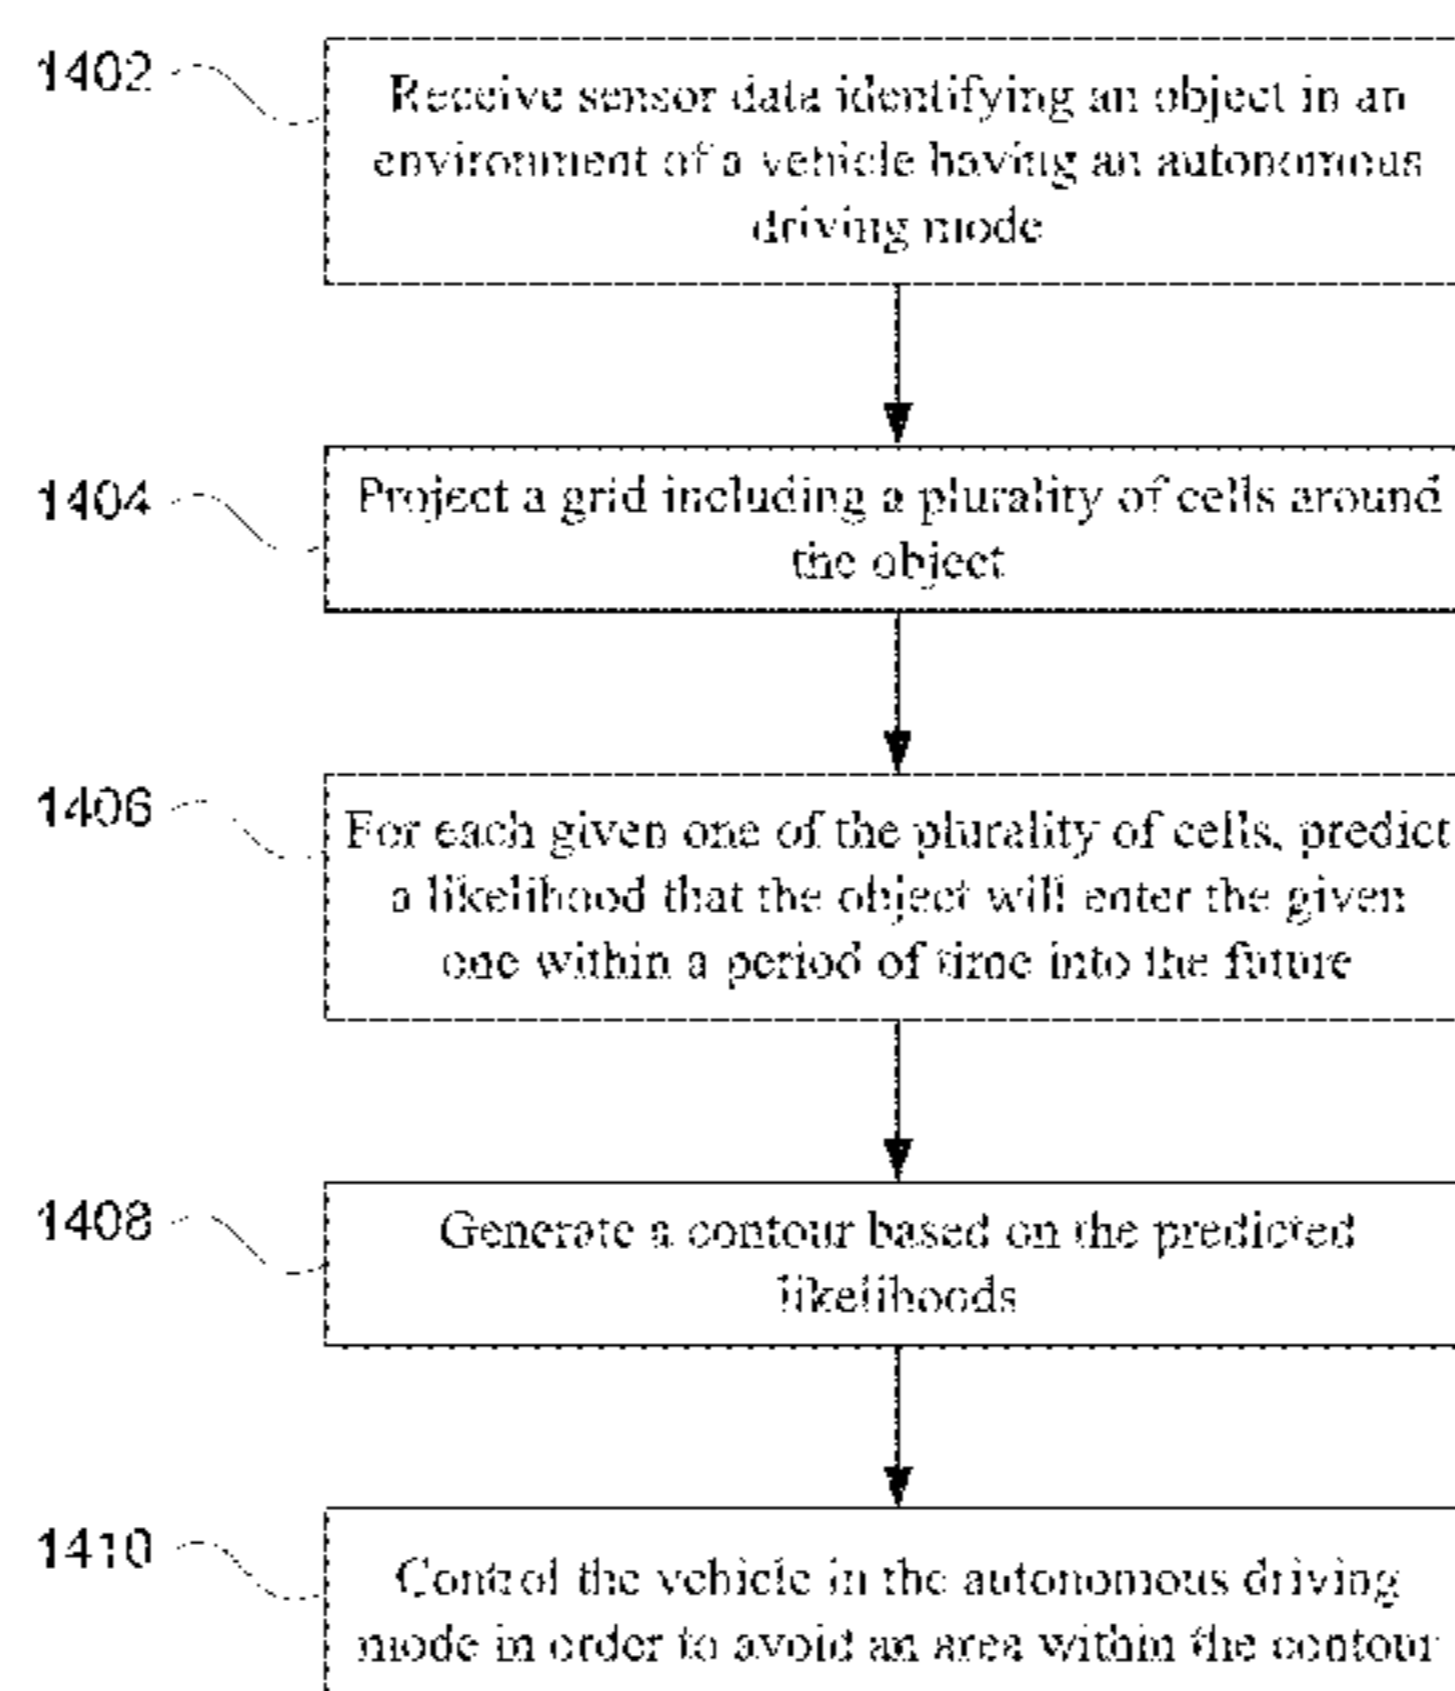 1402
Receive sensor data identifying an object in an
environment of a vehicle having an autonomous
driving mode
1404
Project a grid including a plurality of cells around
the object
1406
For each given one of the plurality of cells, predict
a likelihood that the object will enter the given
one within a period of time into the future
1408
Generate a contour based on the predicted
likelihoods
1410
Control the vehicle in the autonomous driving
mode in order to avoid an area within the contour